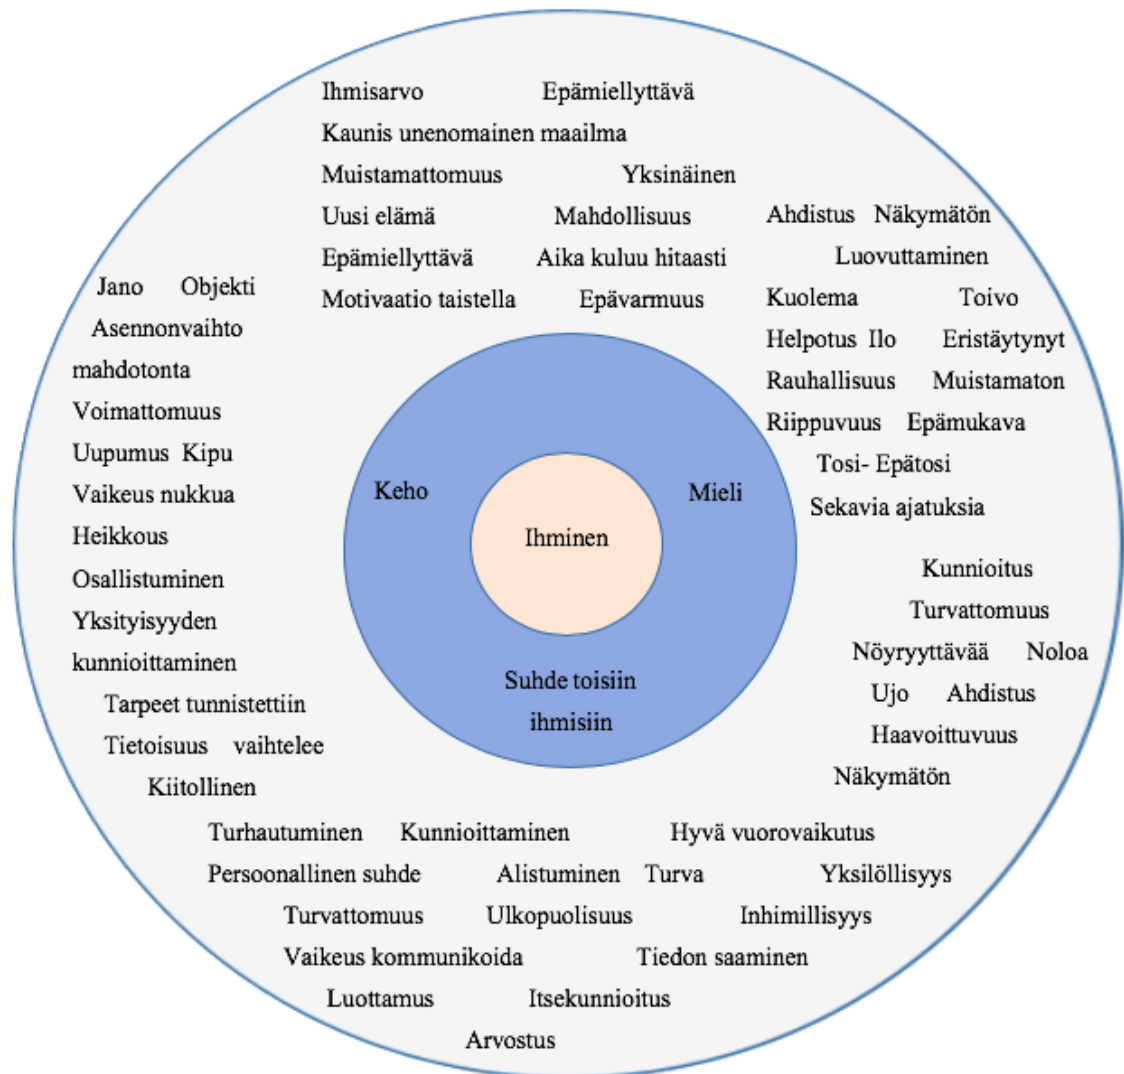 Ihmisarvo Epämiellyttävä
Kaunis unenomainen maailma
Muistamattomuus Yksinäinen
Uusi elämä Mahdollisuus
Epämiellyttävä Aika kuluu hitaasti
Motivaatio taistella Epävarmuus
Jano Objekti
Asennonvaihto
mahdotonta
Voimattomuus
Uupumus Kipu
Vaikeus nukkua
Heikkous
Osallistuminen
Yksityisyyden
kunnioittaminen
Tarpeet tunnistettiin
Tietoisuus vaihtelee
Kiitollinen
Keho
Ihminen
Mieli
Suhde toisiin
ihmisiin
Ahdistus Näkymätön
Luovuttaminen
Kuolema Toivo
Helpotus Ilo Eristäytynyt
Rauhallisuus Muistamaton
Riippuvuus Epämukava
Tosi- Epätosi
Sekavia ajatuksia
Kunnioitus
Turvattomuus
Nöyryyttävää Noloa
Ujo Ahdistus
Haavoittuvuus
Näkymätön
Turhautuminen Kunnioittaminen Hyvä vuorovaikutus
Persoonallinen suhde Alistuminen Turva Yksilöllisyys
Turvattomuus Ulkopuolisuus Inhimillisyys
Vaikeus kommunikoida Tiedon saaminen
Luottamus Itsekunnioitus
Arvostus